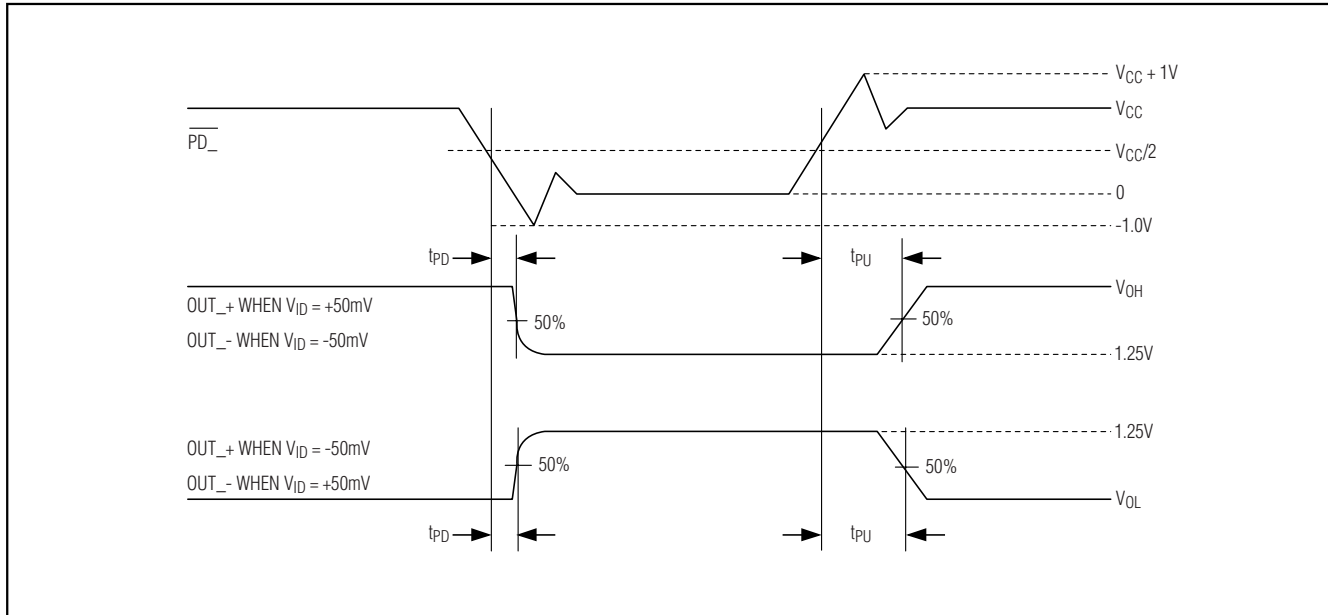 V_CC + 1V
V_CC
P̅D̅_̅
V_CC/2
0
-1.0V
t_PD
t_PU
V_OH
OUT_+ WHEN V_ID = +50mV
50%
50%
OUT_- WHEN V_ID = -50mV
1.25V
1.25V
OUT_+ WHEN V_ID = -50mV
50%
50%
OUT_- WHEN V_ID = +50mV
V_OL
t_PD
t_PU